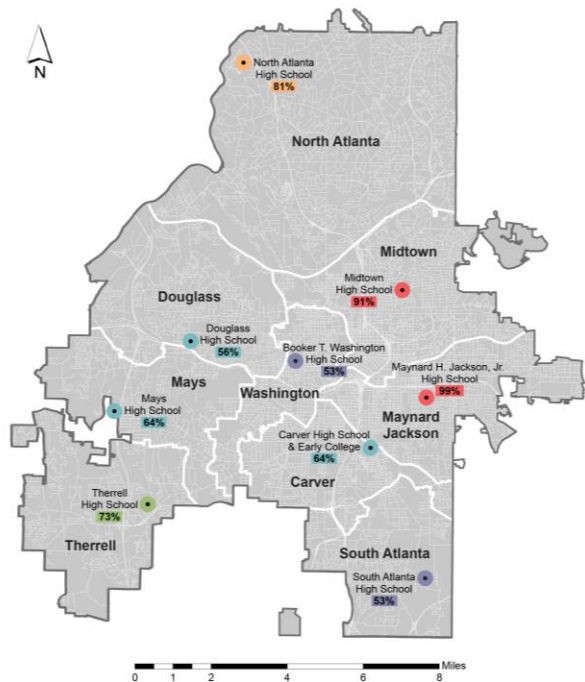 N
North Atlanta
High School
81%
North Atlanta
Midtown
Midtown
High School
91%
Douglass
Douglass
High School
56%
Booker T. Washington
High School
53%
Maynard H. Jackson, Jr.
High School
99%
Mays
Mays
High School
64%
Washington
Maynard
Jackson
Carver High School
& Early College
64%
Carver
Therrell
High School
73%
Therrell
South Atlanta
South Atlanta
High School
53%
Miles
0 0.5 1 2 4 6 8